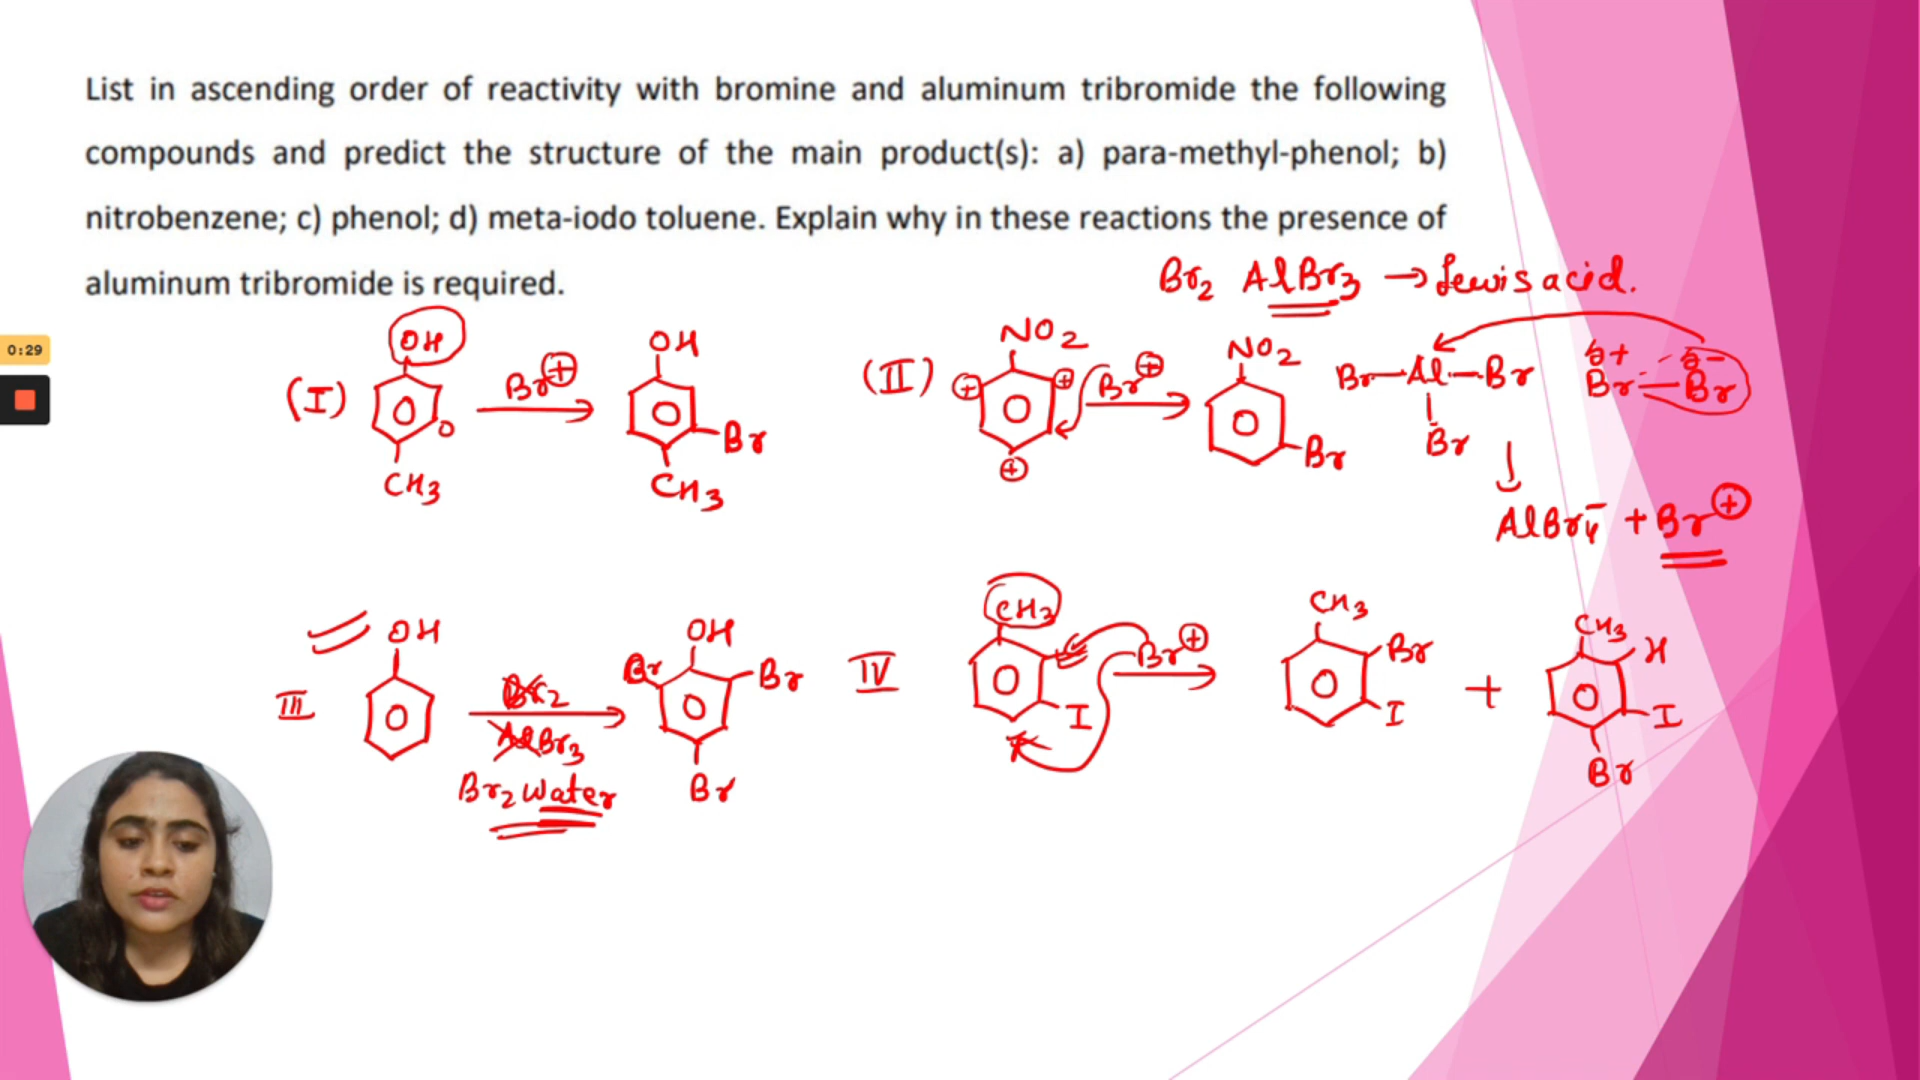 List in ascending order of reactivity with bromine and aluminum tribromide the following
compounds and predict the structure of the main product(s): a) para-methyl-phenol; b)
nitrobenzene; c) phenol; d) meta-iodo toluene. Explain why in these reactions the presence of
aluminum tribromide is required.
Br2 AlBr3 → Lewis acid.
0:29
(I) OH
CH3
Br⊕
OH
Br
CH3
(II) NO2
⊕ ⊕
⊕
Br⊕
NO2
Br
Br—Al—Br
Br
δ+ δ-
Br—Br
AlBr4- + Br⊕
III OH
Br2
AlBr3
Br2 water
OH
Br Br
Br
IV CH3
I
Br⊕
CH3
Br
I
+
CH3
H
I
Br